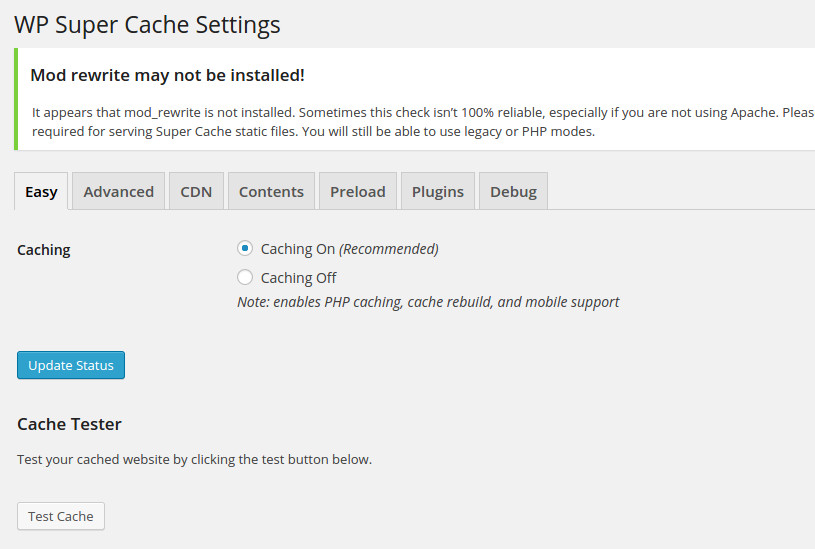 WP Super Cache Settings
Mod rewrite may not be installed!
It appears that mod_rewrite is not installed. Sometimes this check isn't 100% reliable, especially if you are not using Apache. Pleas
required for serving Super Cache static files. You will still be able to use legacy or PHP modes.
Easy Advanced CDN Contents Preload Plugins Debug
Caching Caching On (Recommended)
Caching Off
Note: enables PHP caching, cache rebuild, and mobile support
Update Status
Cache Tester
Test your cached website by clicking the test button below.
Test Cache